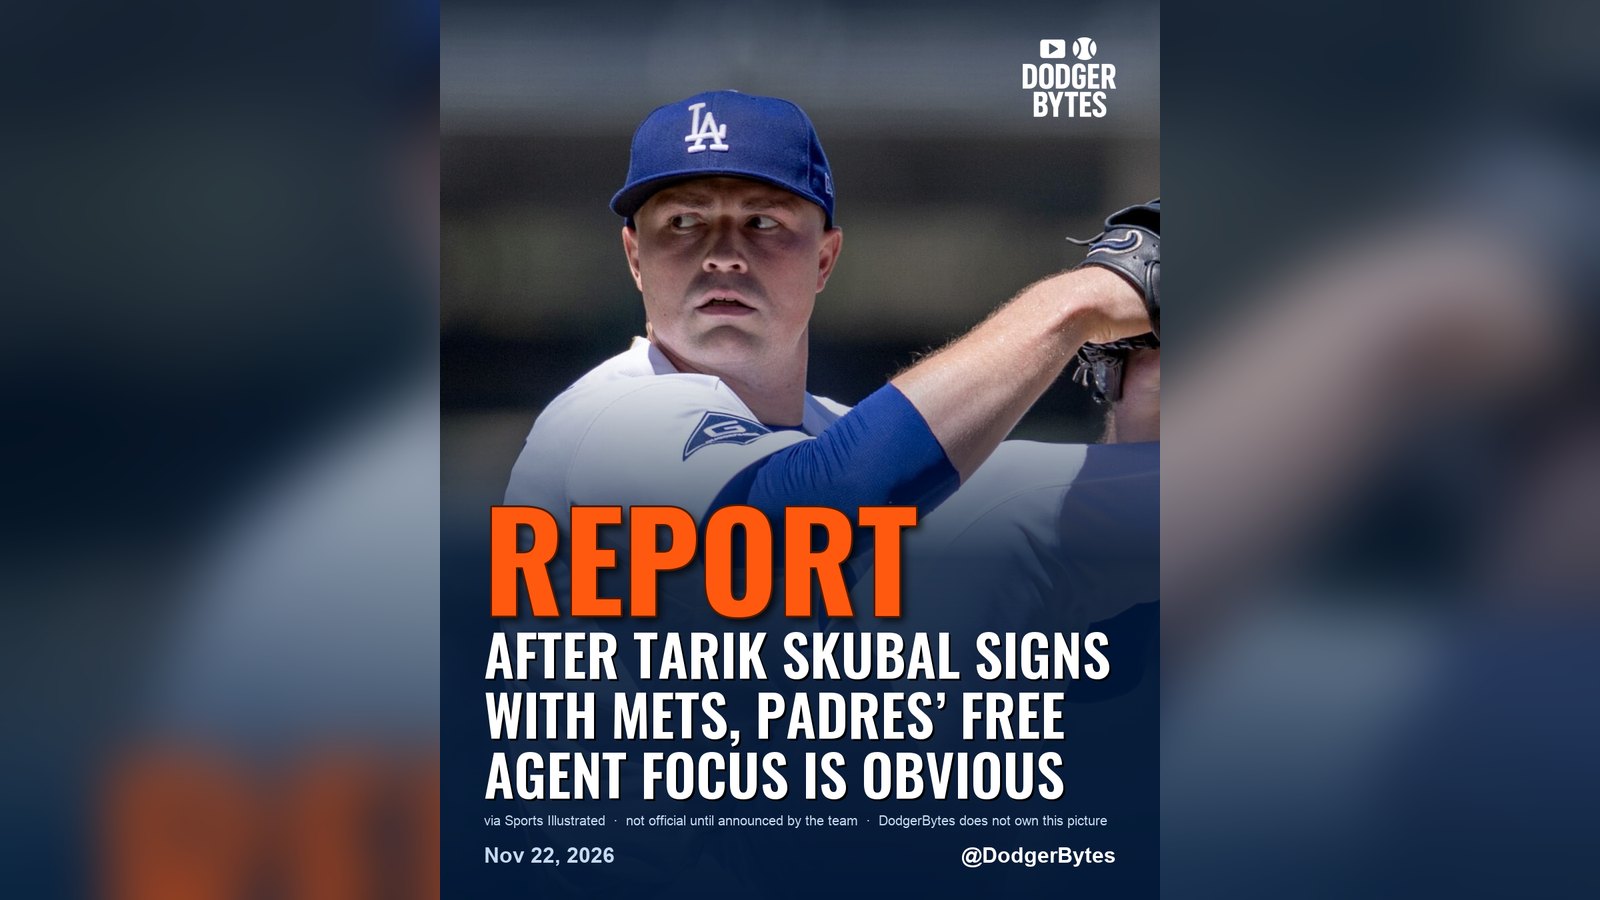 DODGER
BYTES
LA
REPORT
AFTER TARIK SKUBAL SIGNS
WITH METS, PADRES’ FREE
AGENT FOCUS IS OBVIOUS
via Sports Illustrated · not official until announced by the team · DodgerBytes does not own this picture
Nov 22, 2026
@DodgerBytes